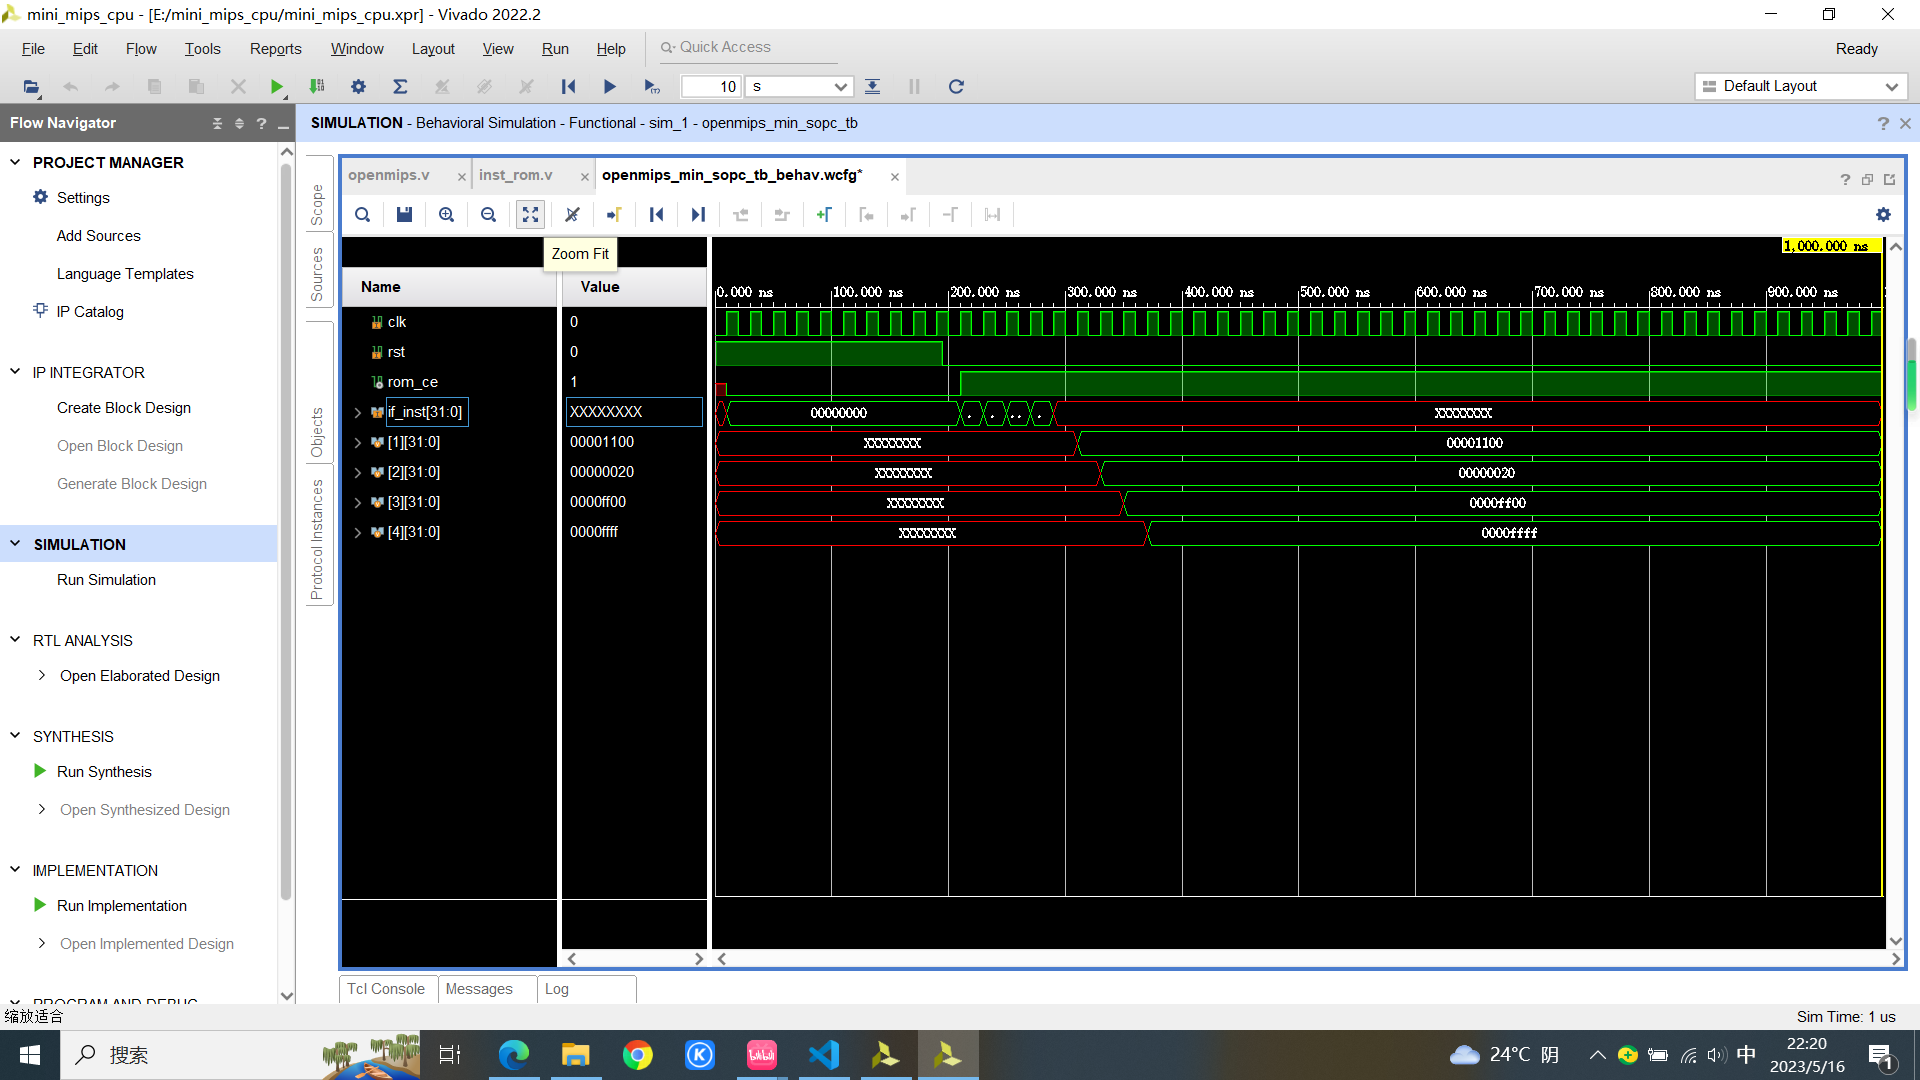 mini_mips_cpu - [E:/mini_mips_cpu/mini_mips_cpu.xpr] - Vivado 2022.2
File Edit Flow Tools Reports Window Layout View Run Help Quick Access Ready
10 s Default Layout
Flow Navigator
SIMULATION - Behavioral Simulation - Functional - sim_1 - openmips_min_sopc_tb
PROJECT MANAGER
Settings
Add Sources
Language Templates
IP Catalog
IP INTEGRATOR
Create Block Design
Open Block Design
Generate Block Design
SIMULATION
Run Simulation
RTL ANALYSIS
Open Elaborated Design
SYNTHESIS
Run Synthesis
Open Synthesized Design
IMPLEMENTATION
Run Implementation
Open Implemented Design
PROGRAM AND DEBUG
Scope
Sources
Objects
Protocol Instances
openmips.v inst_rom.v openmips_min_sopc_tb_behav.wcfg*
Zoom Fit
1,000.000 ns
Name Value
0.000 ns 100.000 ns 200.000 ns 300.000 ns 400.000 ns 500.000 ns 600.000 ns 700.000 ns 800.000 ns 900.000 ns
clk 0
rst 0
rom_ce 1
if_inst[31:0] XXXXXXXX 00000000 . . .. . XXXXXXXX
[1][31:0] 00001100 XXXXXXXX 00001100
[2][31:0] 00000020 XXXXXXXX 00000020
[3][31:0] 0000ff00 XXXXXXXX 0000ff00
[4][31:0] 0000ffff XXXXXXXX 0000ffff
Tcl Console Messages Log
缩放适合 Sim Time: 1 us
搜索 24°C 阴 中 22:20
2023/5/16 1